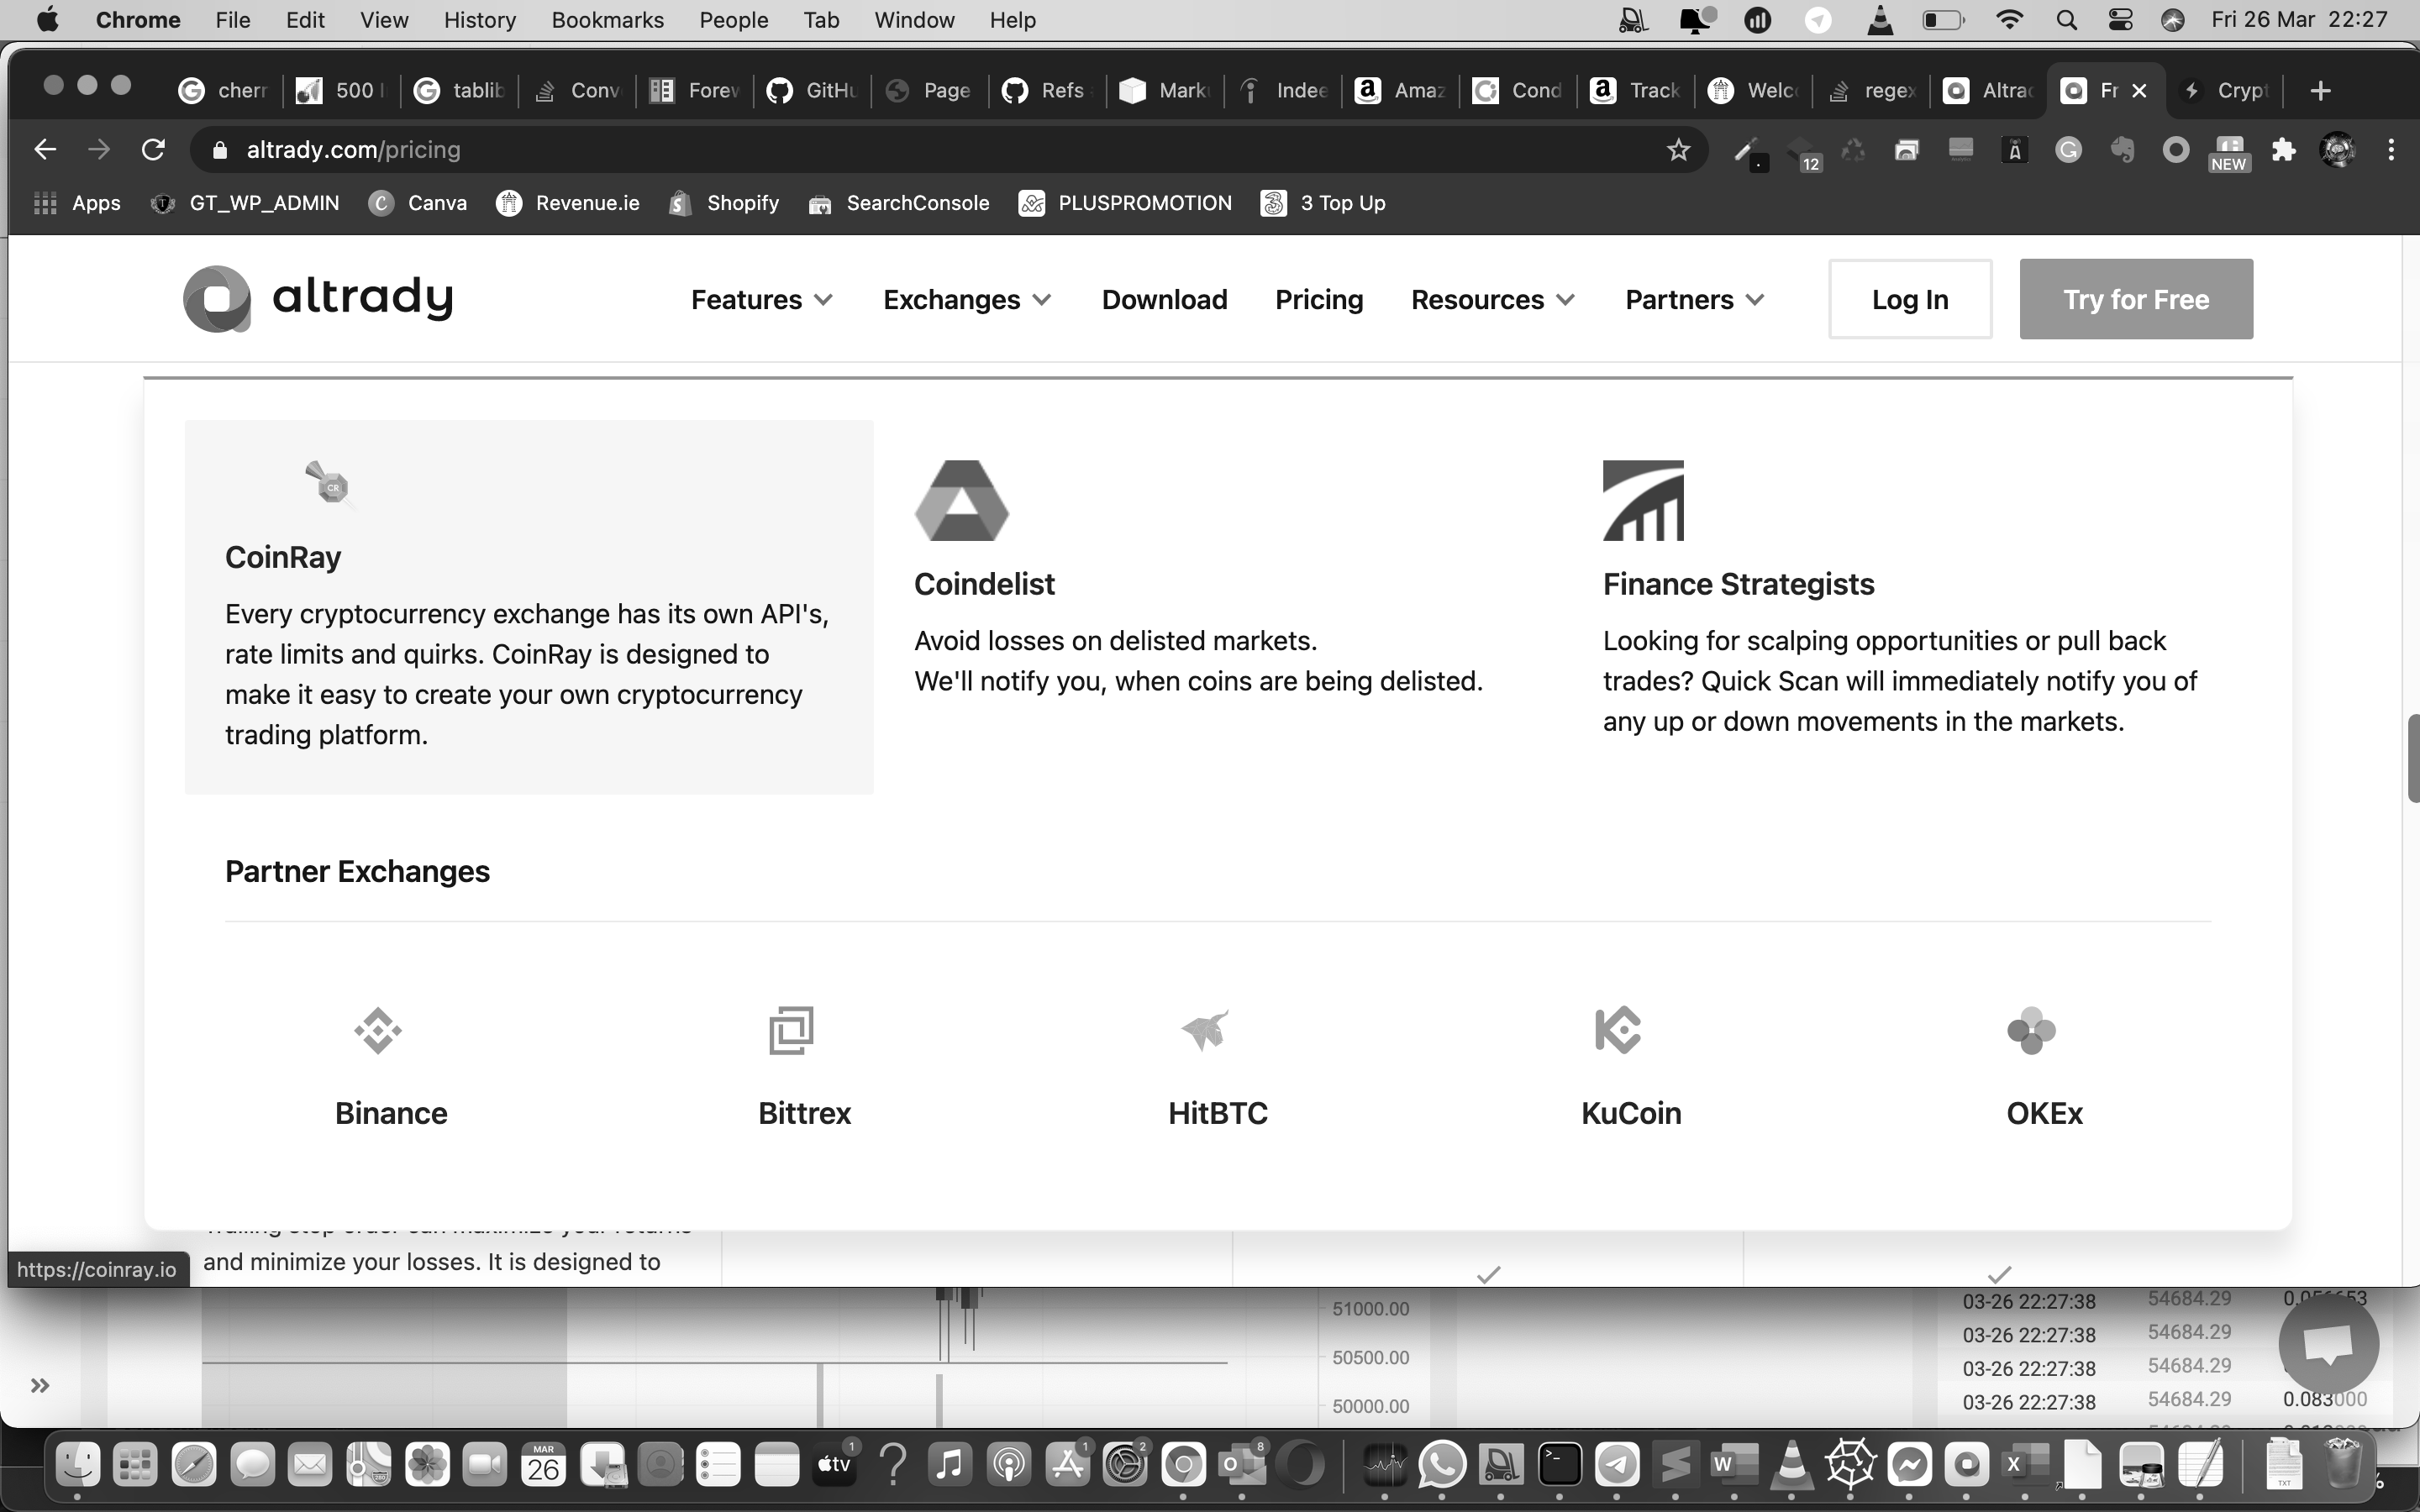 Chrome File Edit View History Bookmarks People Tab Window Help Fri 26 Mar 22:27
cherr 500 tablib Conv Forew GitHu Page Refs Mark Indee Amaz Cond Track Welc regex Altrad Fr Crypt
altrady.com/pricing 12 NEW
Apps GT_WP_ADMIN Canva Revenue.ie Shopify SearchConsole PLUSPROMOTION 3 Top Up
altrady Features Exchanges Download Pricing Resources Partners Log In Try for Free
CR
CoinRay
Every cryptocurrency exchange has its own API's,
rate limits and quirks. CoinRay is designed to
make it easy to create your own cryptocurrency
trading platform.
Coindelist
Avoid losses on delisted markets.
We'll notify you, when coins are being delisted.
Finance Strategists
Looking for scalping opportunities or pull back
trades? Quick Scan will immediately notify you of
any up or down movements in the markets.
Partner Exchanges
Binance Bittrex HitBTC KuCoin OKEx
and minimize your losses. It is designed to
https://coinray.io
51000.00
50500.00
50000.00
03-26 22:27:38 54684.29
03-26 22:27:38 54684.29
03-26 22:27:38 54684.29
03-26 22:27:38 54684.29 0.083000
MAR
26
tv 1 1 2 8
TXT